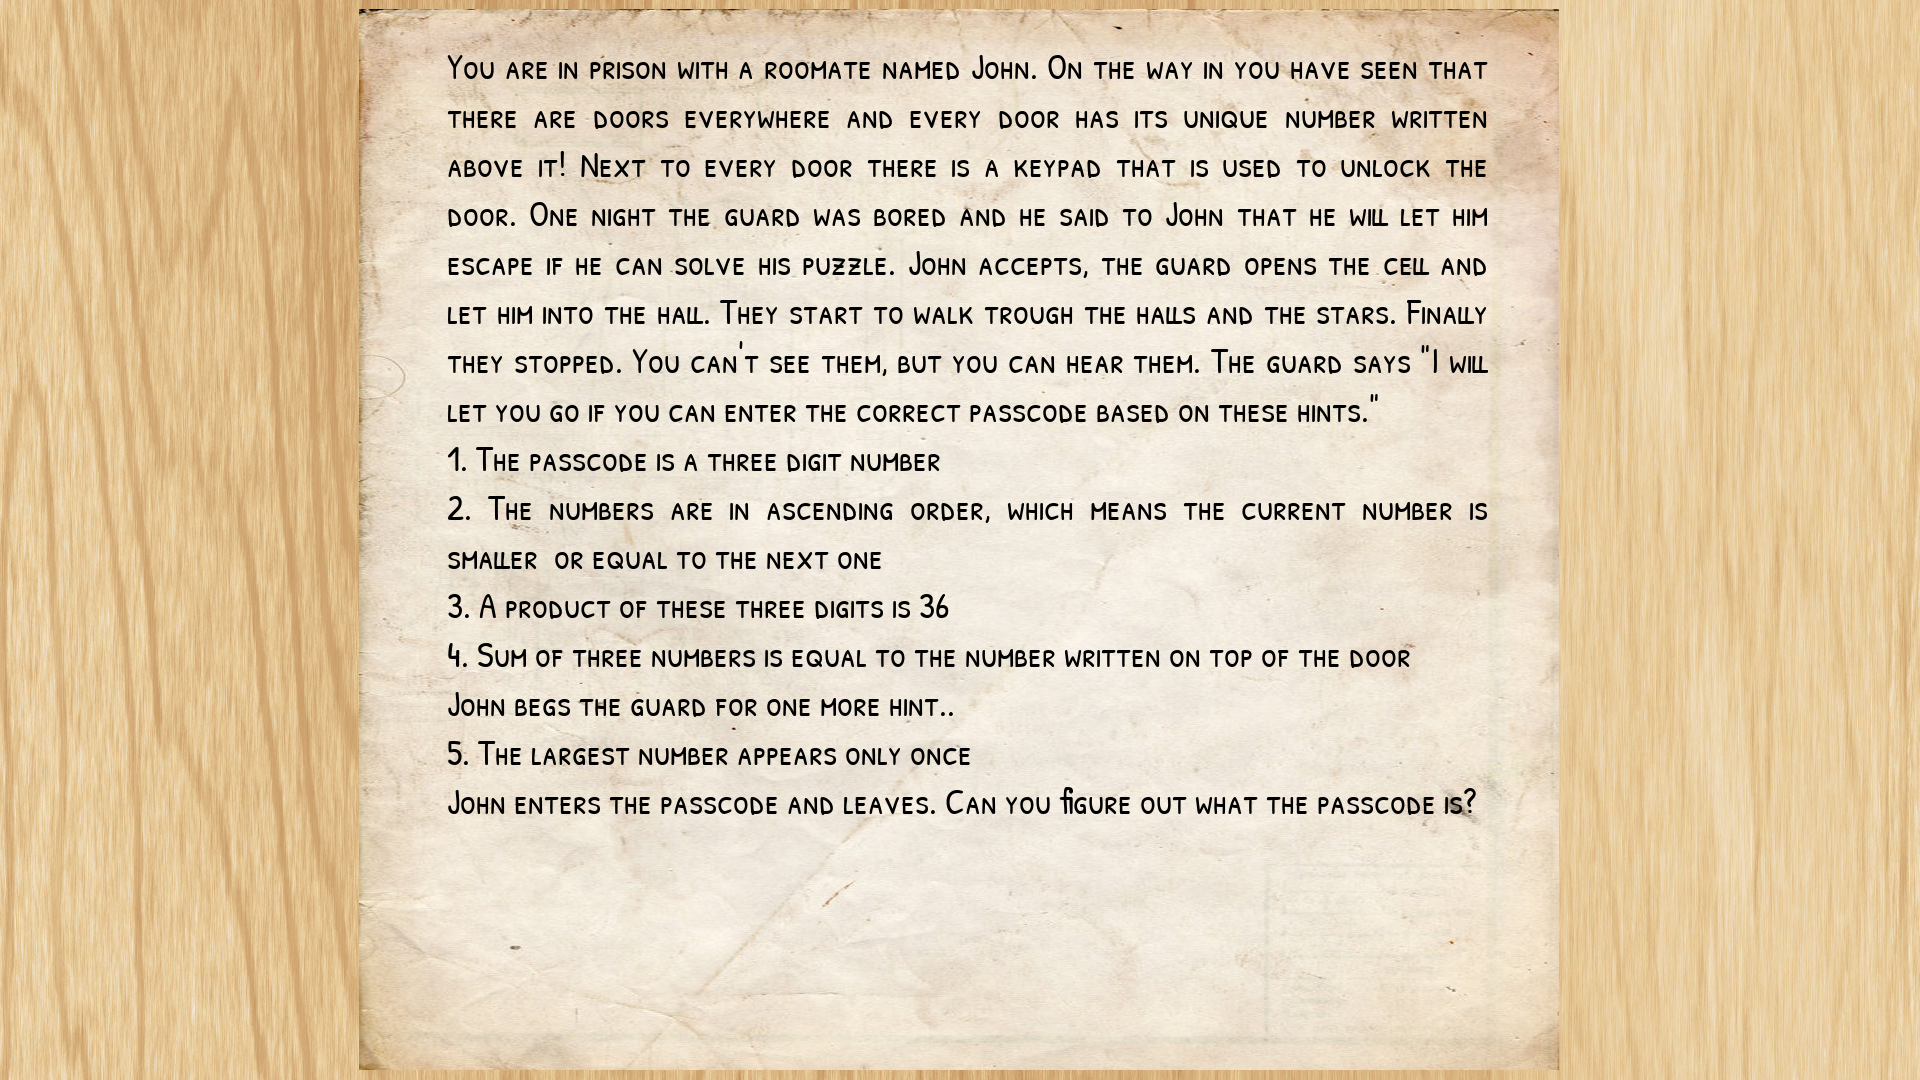 You are in prison with a roomate named John. On the way in you have seen that
there are doors everywhere and every door has its unique number written
above it! Next to every door there is a keypad that is used to unlock the
door. One night the guard was bored and he said to John that he will let him
escape if he can solve his puzzle. John accepts, the guard opens the cell and
let him into the hall. They start to walk trough the halls and the stars. Finally
they stopped. You can't see them, but you can hear them. The guard says "I will
let you go if you can enter the correct passcode based on these hints."
1. The passcode is a three digit number
2. The numbers are in ascending order, which means the current number is
smaller or equal to the next one
3. A product of these three digits is 36
4. Sum of three numbers is equal to the number written on top of the door
John begs the guard for one more hint..
5. The largest number appears only once
John enters the passcode and leaves. Can you figure out what the passcode is?